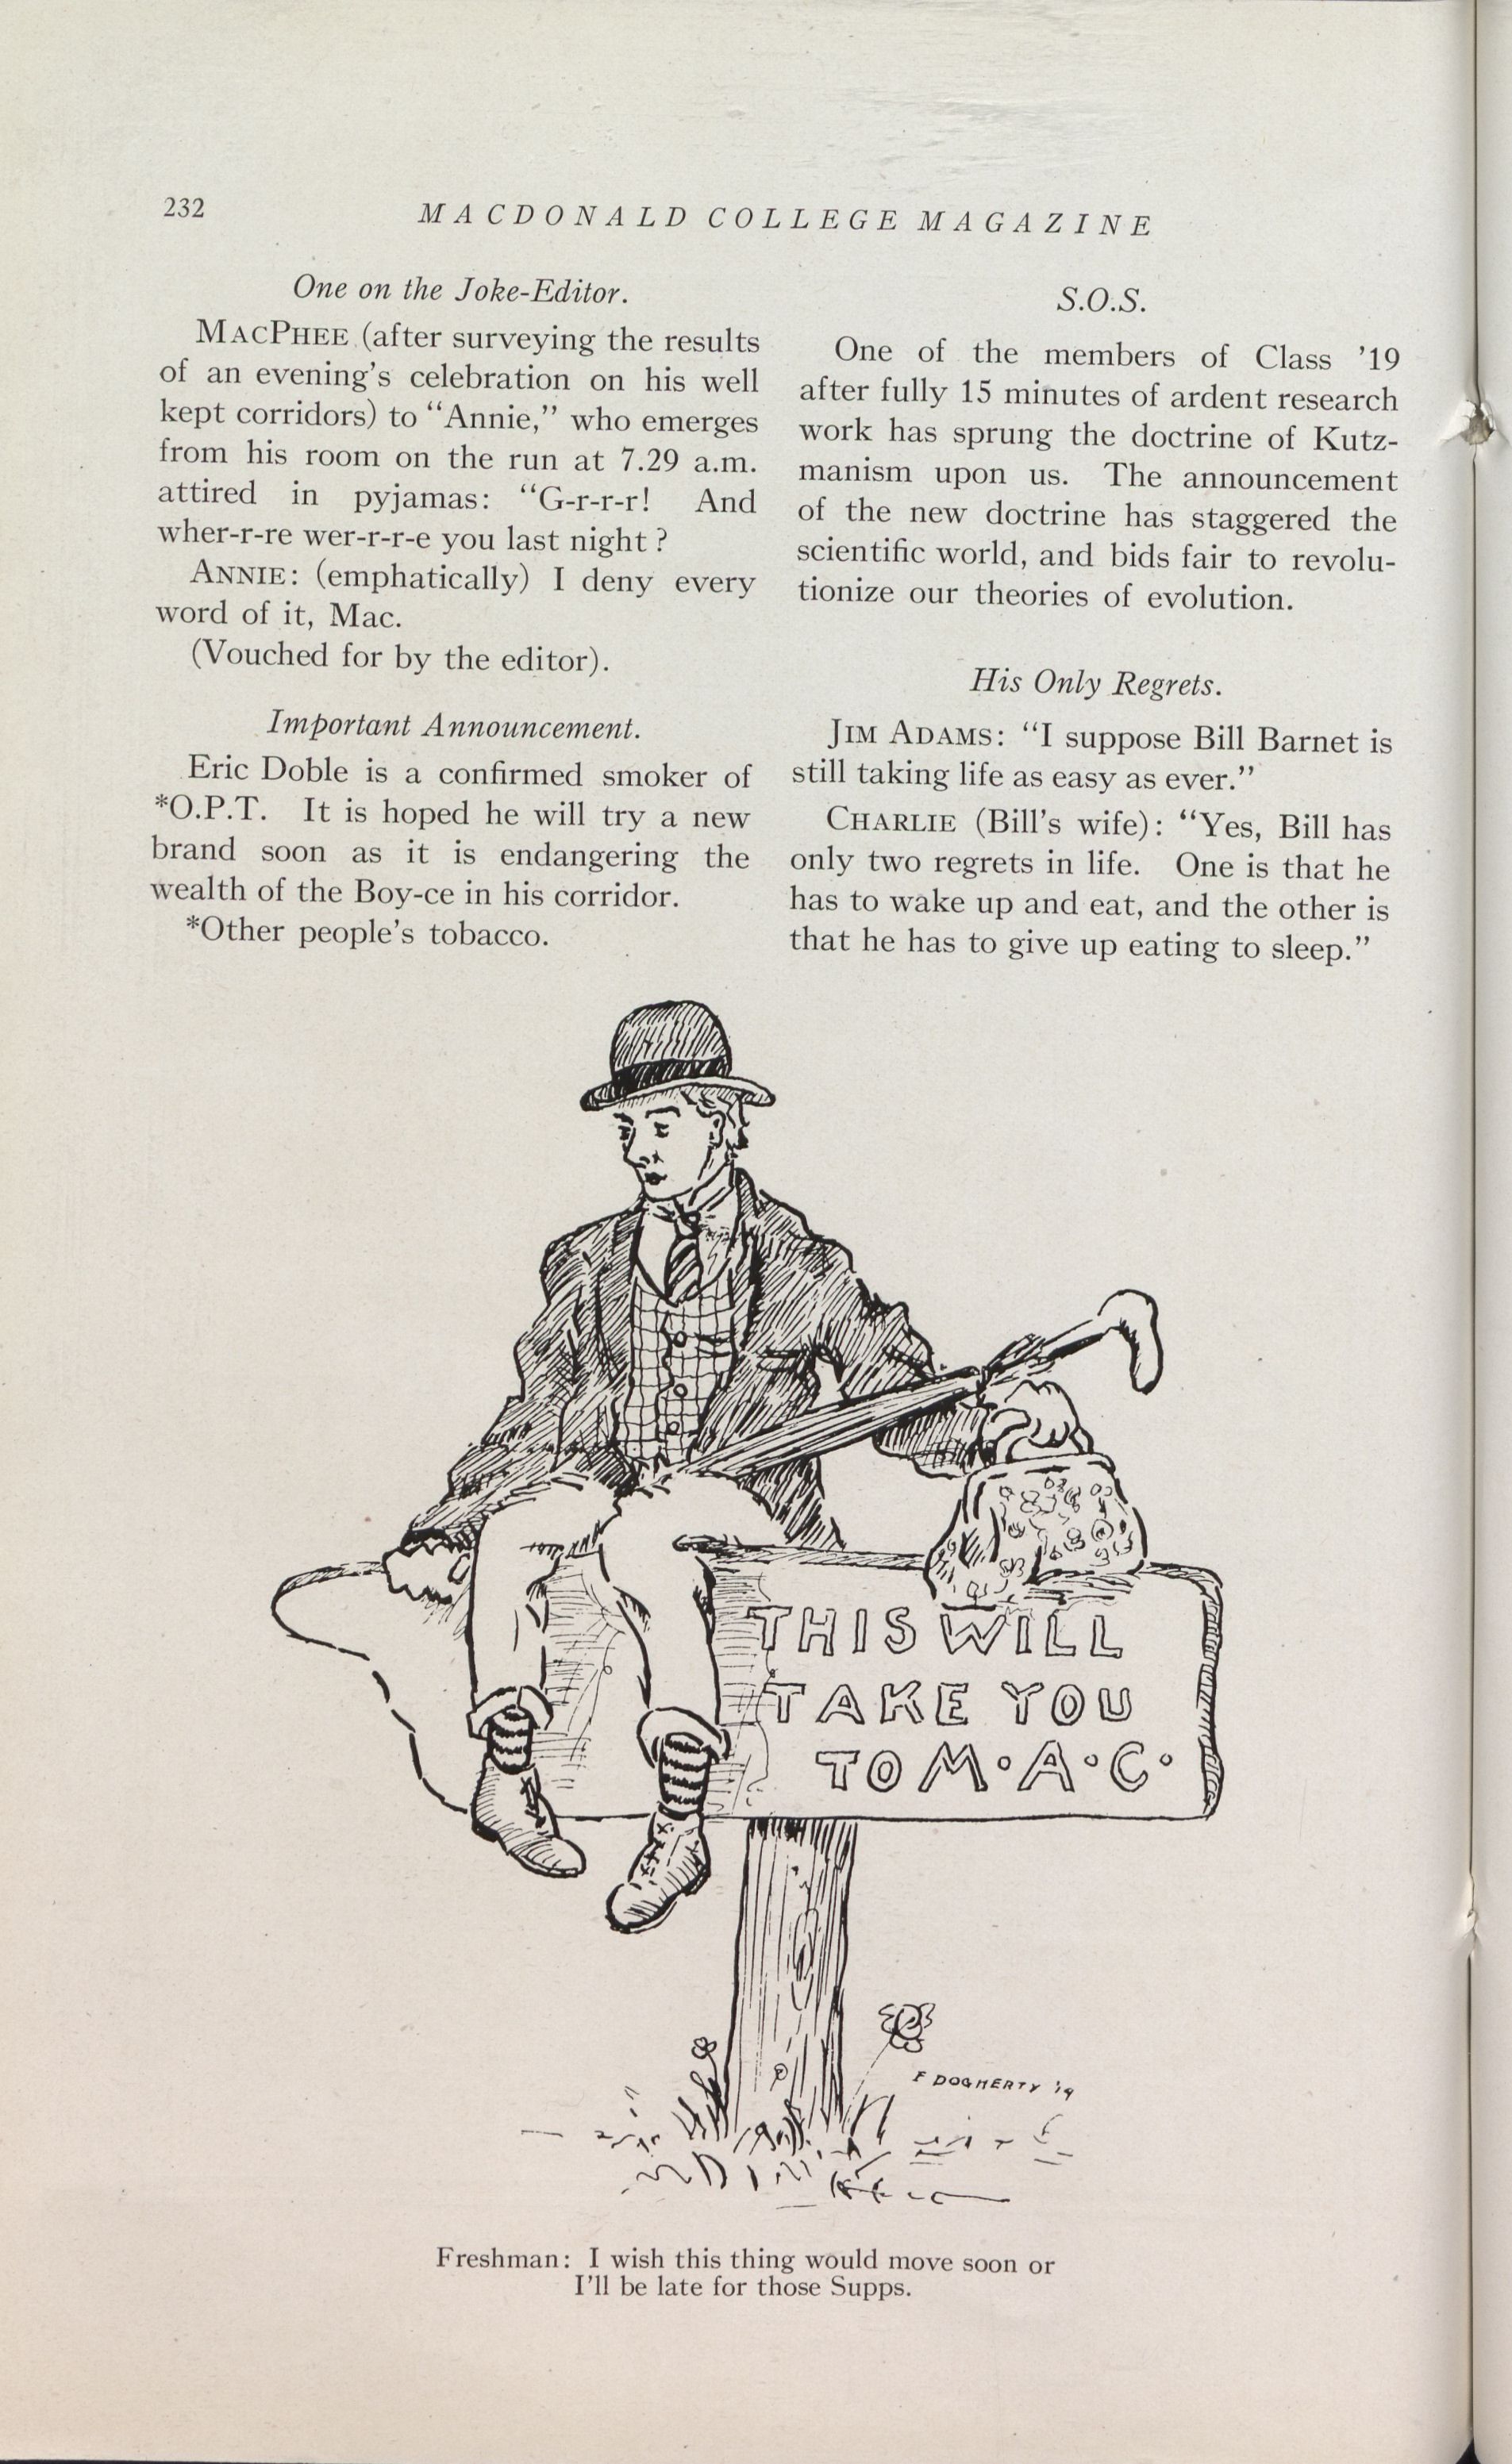 232
MACDONALD COLLEGE MAGAZINE
One on the Joke-Editor.
MACPHEE (after surveying the results
of an evening's celebration on his well
kept corridors) to “Annie,” who emerges
from his room on the run at 7.29 a.m.
attired in pyjamas: “G-r-r-r! And
wher-r-re wer-r-r-e you last night?
ANNIE: (emphatically) I deny every
word of it, Mac.
(Vouched for by the editor).
Important Announcement.
Eric Doble is a confirmed smoker of
*O.P.T. It is hoped he will try a new
brand soon as it is endangering the
wealth of the Boy-ce in his corridor.
*Other people's tobacco.
S.O.S.
One of the members of Class ’19
after fully 15 minutes of ardent research
work has sprung the doctrine of Kutz-
manism upon us. The announcement
of the new doctrine has staggered the
scientific world, and bids fair to revolu-
tionize our theories of evolution.
His Only Regrets.
JIM ADAMS: “I suppose Bill Barnet is
still taking life as easy as ever.”
CHARLIE (Bill's wife): “Yes, Bill has
only two regrets in life. One is that he
has to wake up and eat, and the other is
that he has to give up eating to sleep.”
THIS WILL
TAKE YOU
TO M.A.C.
F DOGHERTY '19
Freshman: I wish this thing would move soon or
I'll be late for those Supps.